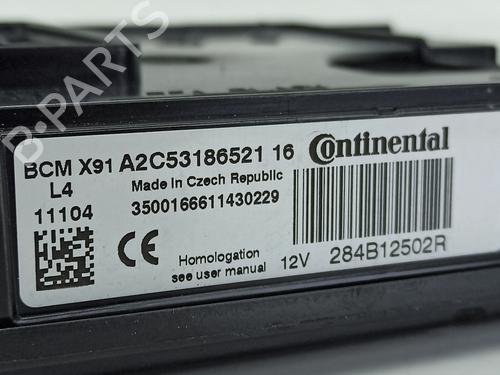 B-PARTS
BCM X91 A2C53186521 16 Continental
L4 Made in Czech Republic
11104 3500166611430229
CE Homologation
see user manual 12V 284B12502R